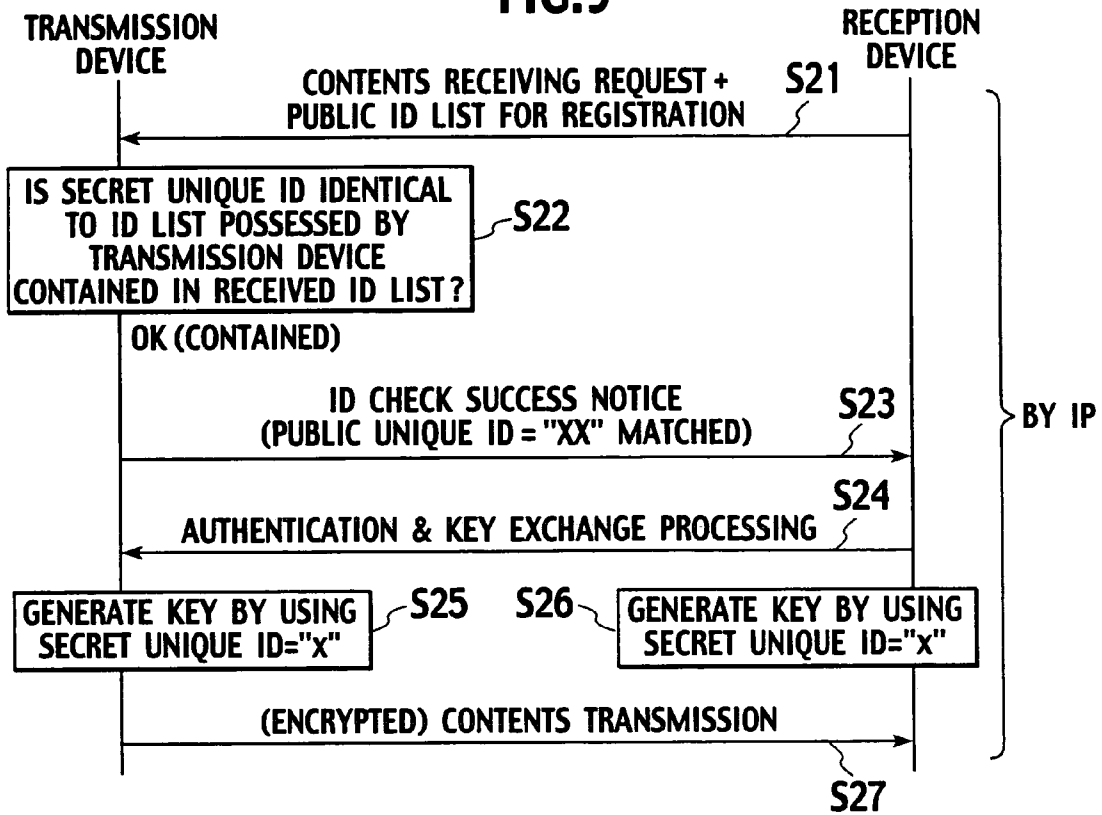 TRANSMISSION
DEVICE
RECEPTION
DEVICE
CONTENTS RECEIVING REQUEST +
PUBLIC ID LIST FOR REGISTRATION
S21
IS SECRET UNIQUE ID IDENTICAL
TO ID LIST POSSESSED BY
TRANSMISSION DEVICE
CONTAINED IN RECEIVED ID LIST?
S22
OK (CONTAINED)
ID CHECK SUCCESS NOTICE
(PUBLIC UNIQUE ID = "XX" MATCHED)
S23
BY IP
S24
AUTHENTICATION & KEY EXCHANGE PROCESSING
GENERATE KEY BY USING
SECRET UNIQUE ID="x"
S25
S26
GENERATE KEY BY USING
SECRET UNIQUE ID="x"
(ENCRYPTED) CONTENTS TRANSMISSION
S27